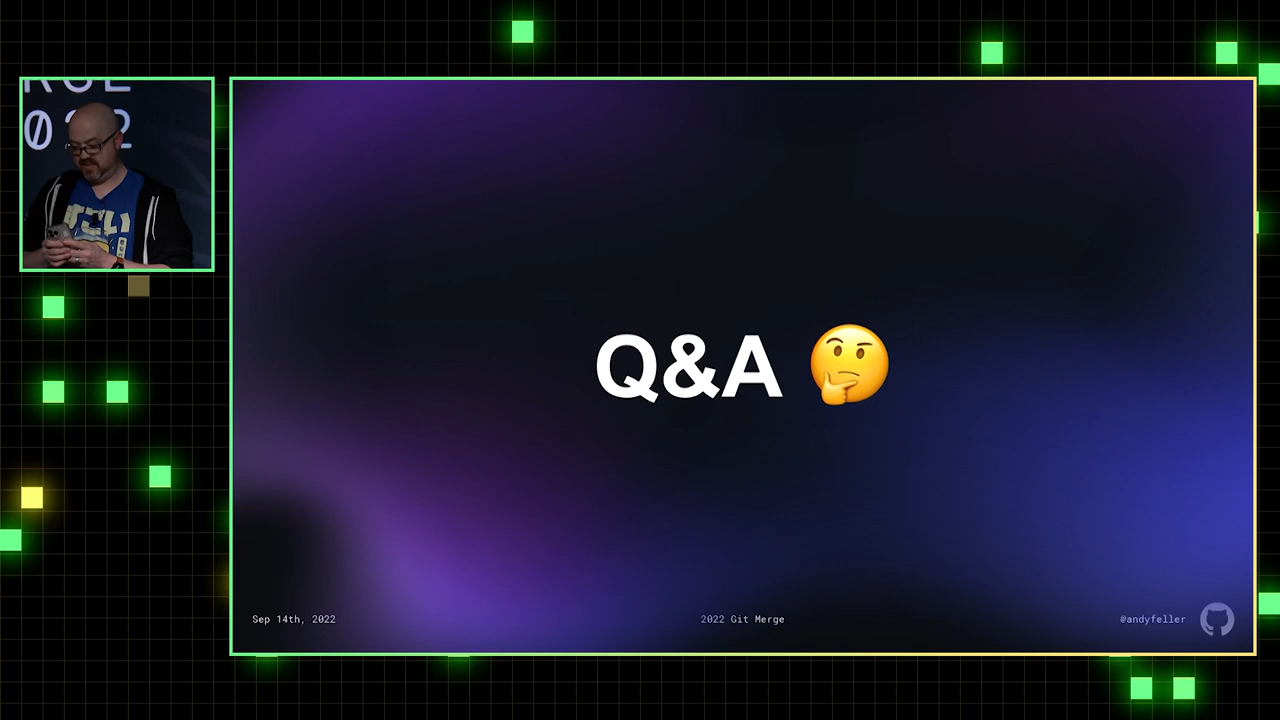 Q&A 🤔
Sep 14th, 2022
2022 Git Merge
@andyfeller